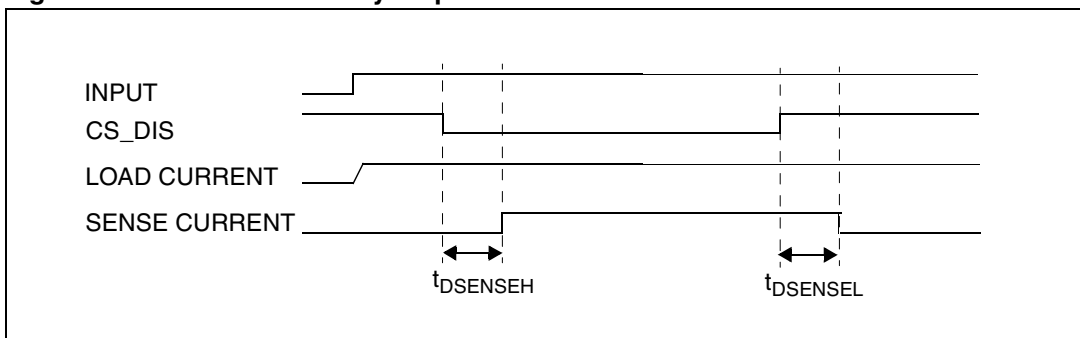 INPUT
CS_DIS
LOAD CURRENT
SENSE CURRENT
tDSENSEH
tDSENSEL